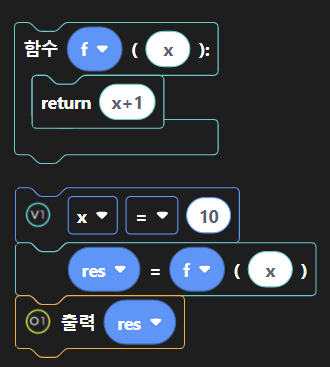 함수 f ( x ):
return x+1
V1 x = 10
res = f ( x )
O1 출력 res